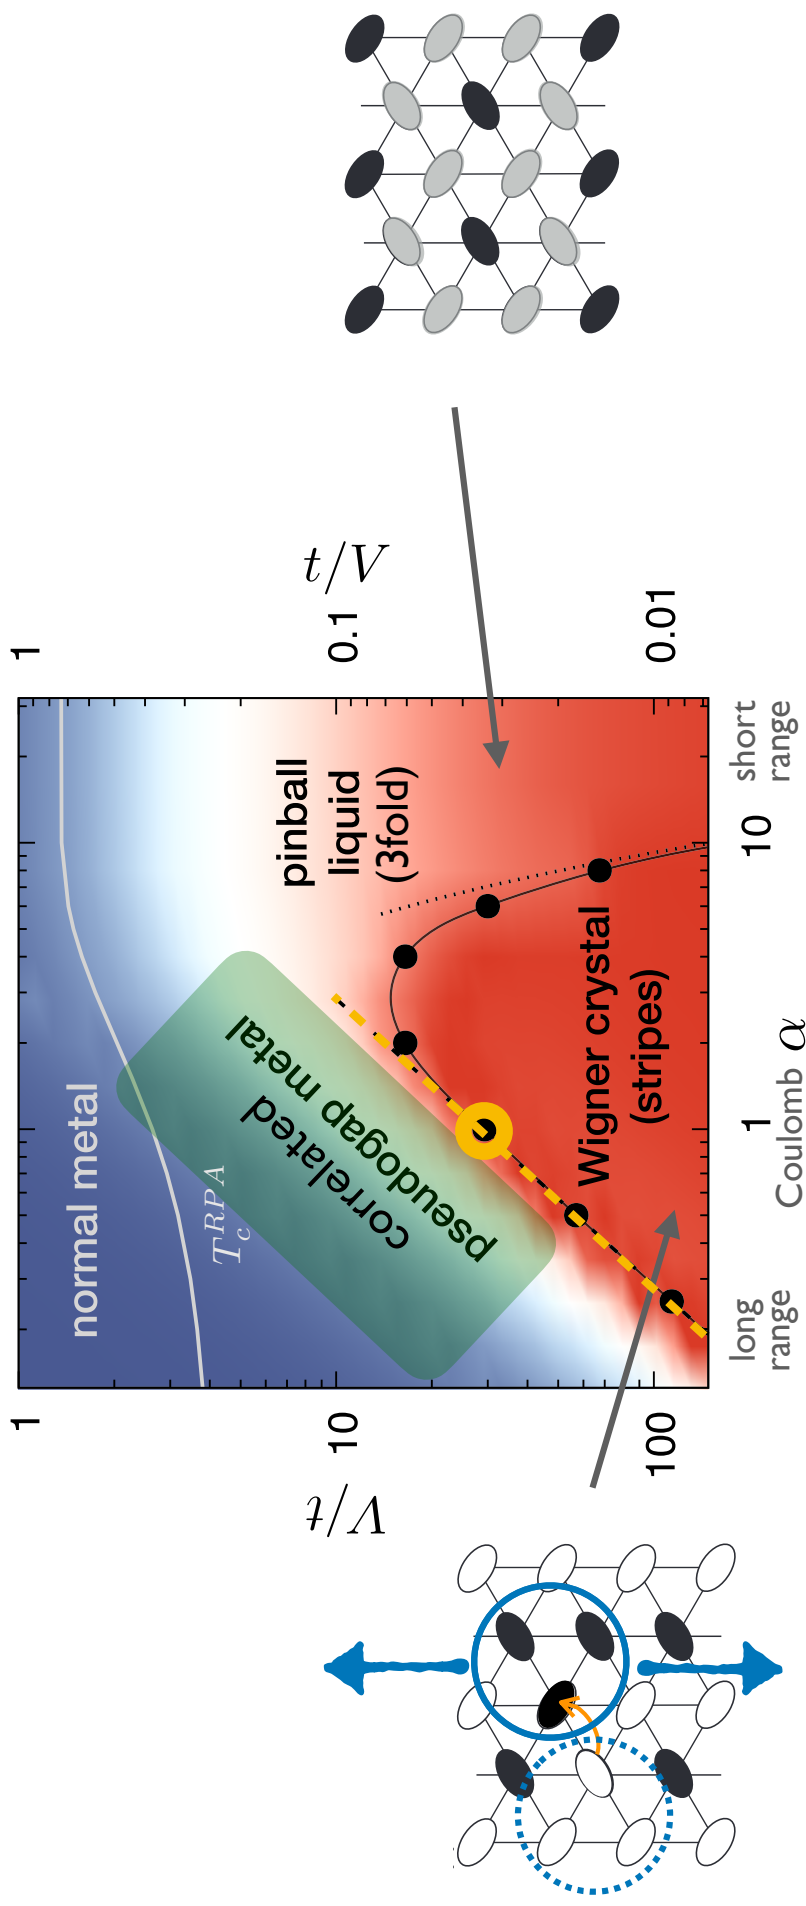 1
10
100
V/t
normal metal
T_c^{RPA}
correlated
pseudogap metal
pinball
liquid
(3fold)
Wigner crystal
(stripes)
1
0.1
0.01
t/V
long
range
1
10
short
range
Coulomb α